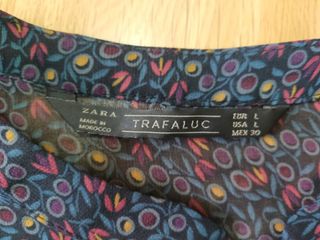 ZARA
MADE IN
MOROCCO
TRAFALUC
EUR L
USA L
MEX 30